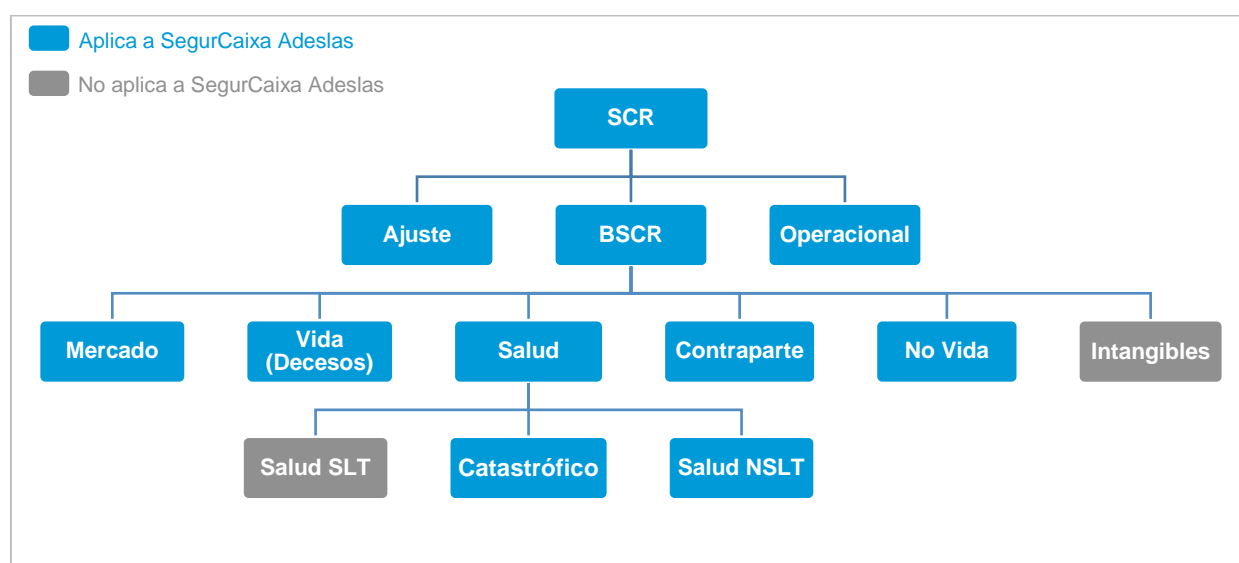 Aplica a SegurCaixa Adeslas
No aplica a SegurCaixa Adeslas
SCR
Ajuste
BSCR
Operacional
Mercado
Vida
(Decesos)
Salud
Contraparte
No Vida
Intangibles
Salud SLT
Catastrófico
Salud NSLT